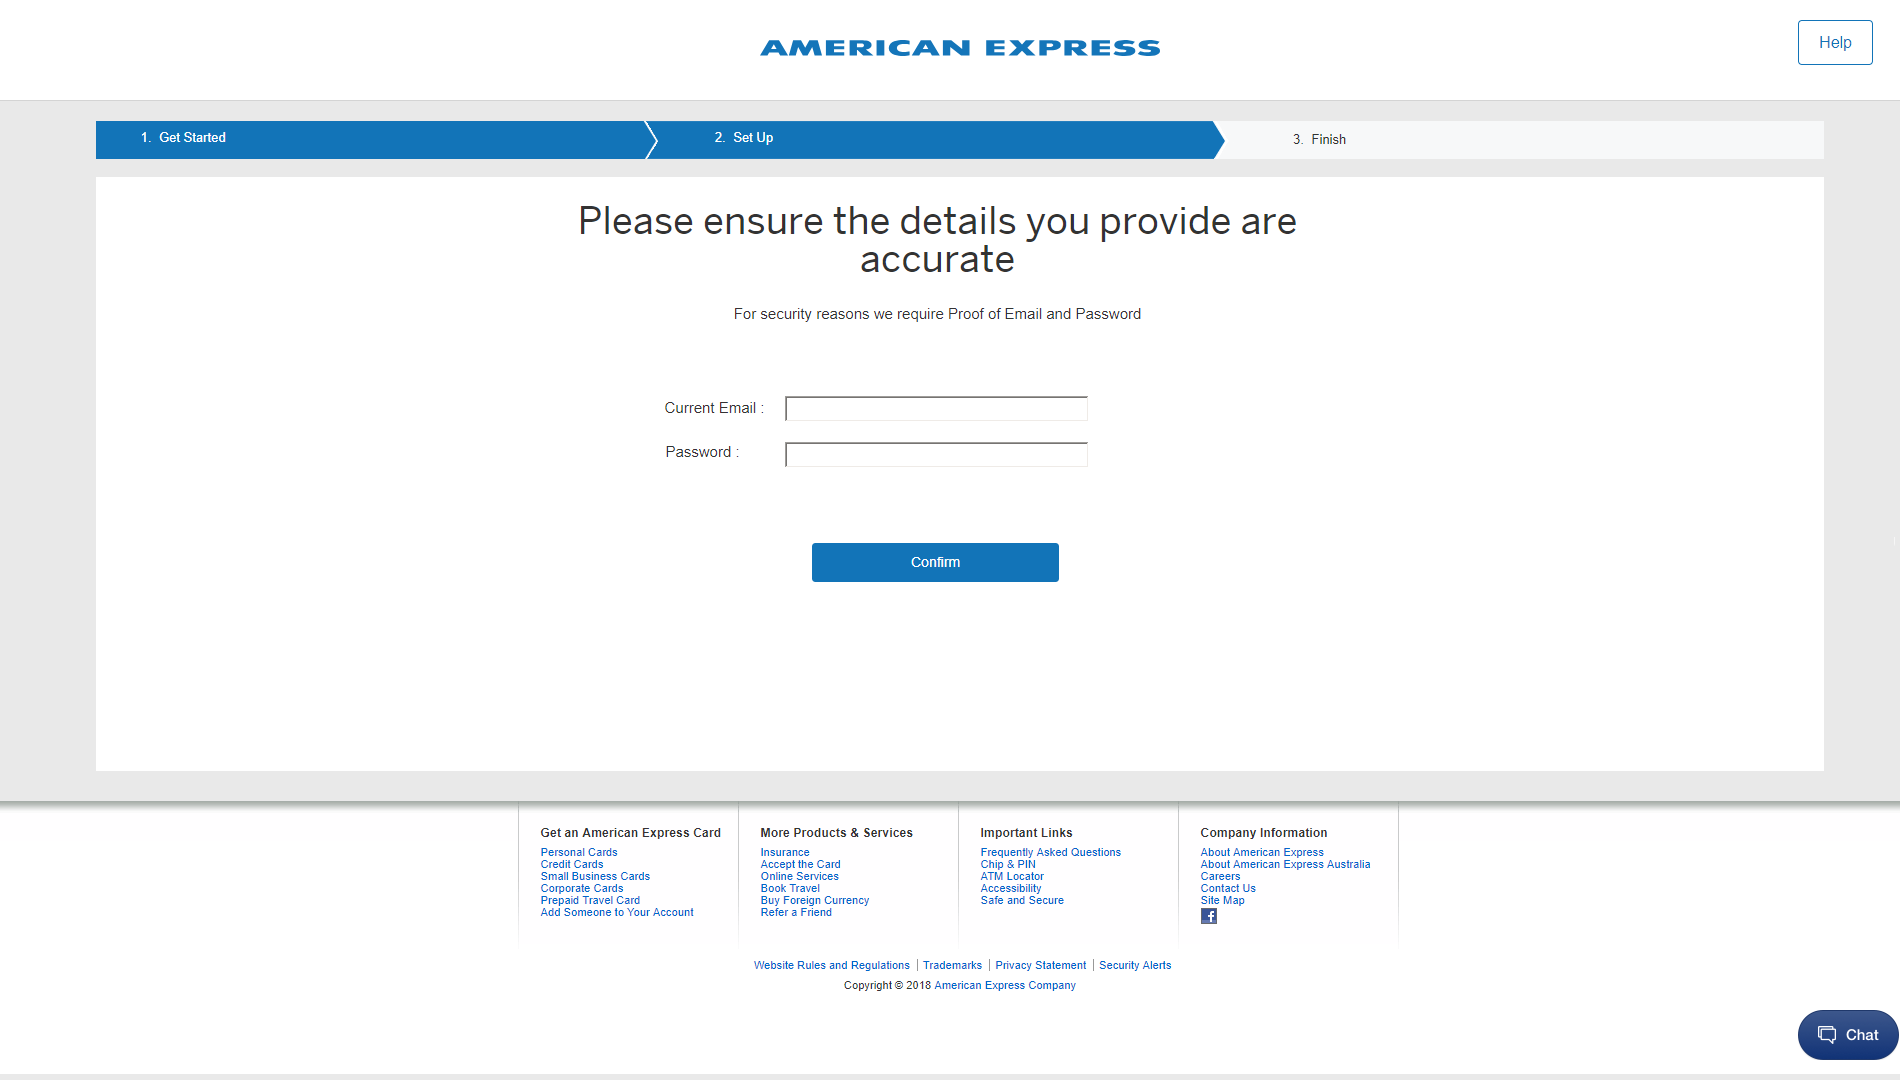 AMERICAN EXPRESS
Help
1. Get Started
2. Set Up
3. Finish
Please ensure the details you provide are
accurate
For security reasons we require Proof of Email and Password
Current Email :
Password :
Confirm
Get an American Express Card
Personal Cards
Credit Cards
Small Business Cards
Corporate Cards
Prepaid Travel Card
Add Someone to Your Account
More Products & Services
Insurance
Accept the Card
Online Services
Book Travel
Buy Foreign Currency
Refer a Friend
Important Links
Frequently Asked Questions
Chip & PIN
ATM Locator
Accessibility
Safe and Secure
Company Information
About American Express
About American Express Australia
Careers
Contact Us
Site Map
f
Website Rules and Regulations | Trademarks | Privacy Statement | Security Alerts
Copyright © 2018 American Express Company
Chat